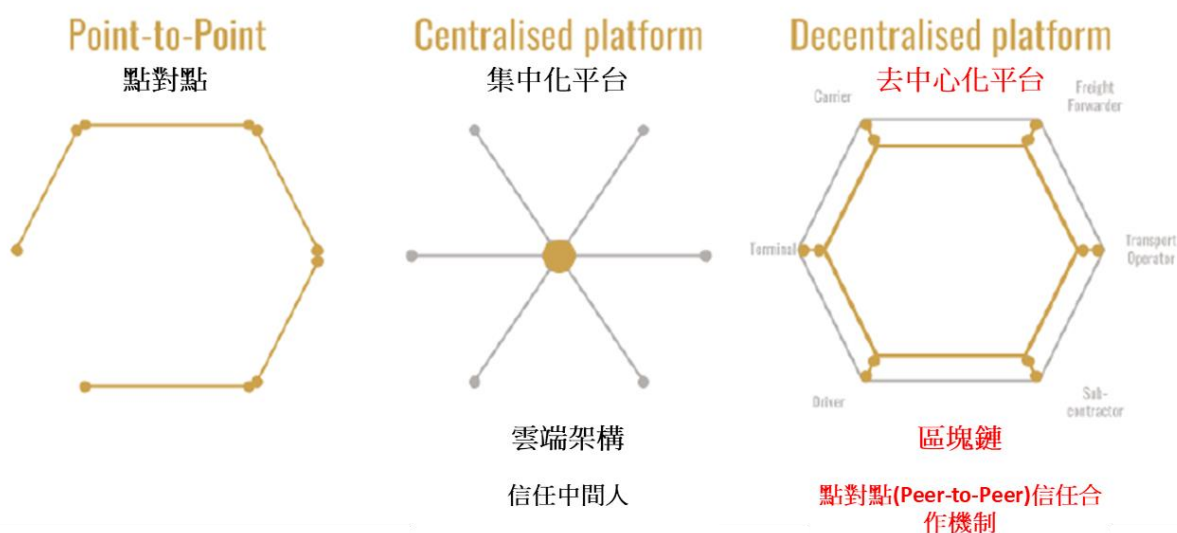 Point-to-Point
點對點
Centralised platform
集中化平台
雲端架構
信任中間人
Decentralised platform
去中心化平台
Carrier
Freight
Forwarder
Terminal
Transport
Operator
Driver
Sub-
contractor
區塊鏈
點對點(Peer-to-Peer)信任合
作機制